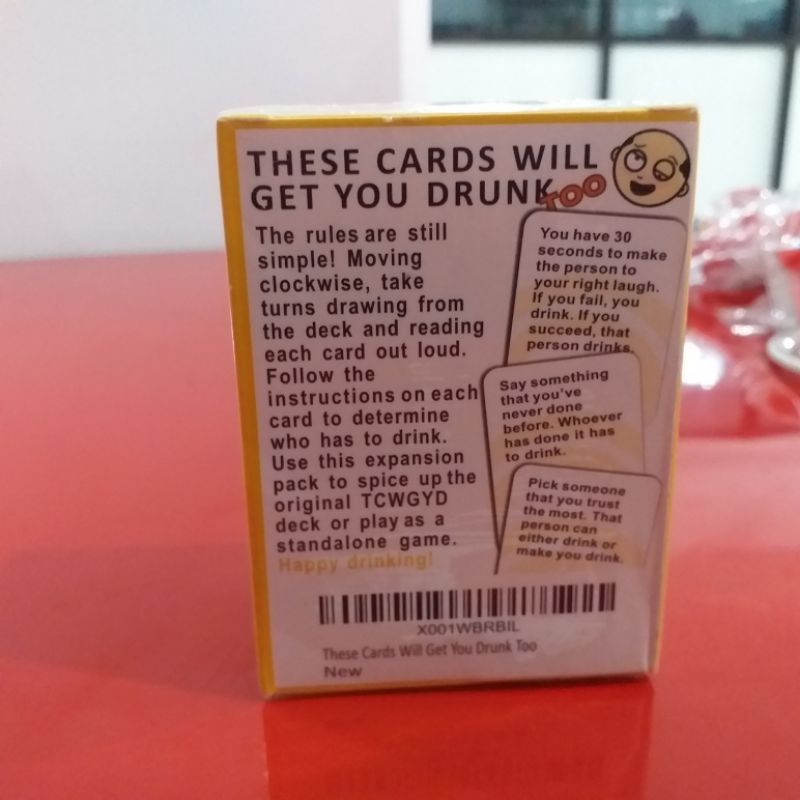 THESE CARDS WILL
GET YOU DRUNK
TOO
The rules are still
simple! Moving
clockwise, take
turns drawing from
the deck and reading
each card out loud.
Follow the
instructions on each
card to determine
who has to drink.
Use this expansion
pack to spice up the
original TCWGYD
deck or play as a
standalone game.
Happy drinking!
You have 30
seconds to make
the person to
your right laugh.
If you fail, you
drink. If you
succeed, that
person drinks.
Say something
that you've
never done
before. Whoever
has done it has
to drink.
Pick someone
that you trust
the most. That
person can
either drink or
make you drink.
X001WBRBIL
These Cards Will Get You Drunk Too
New